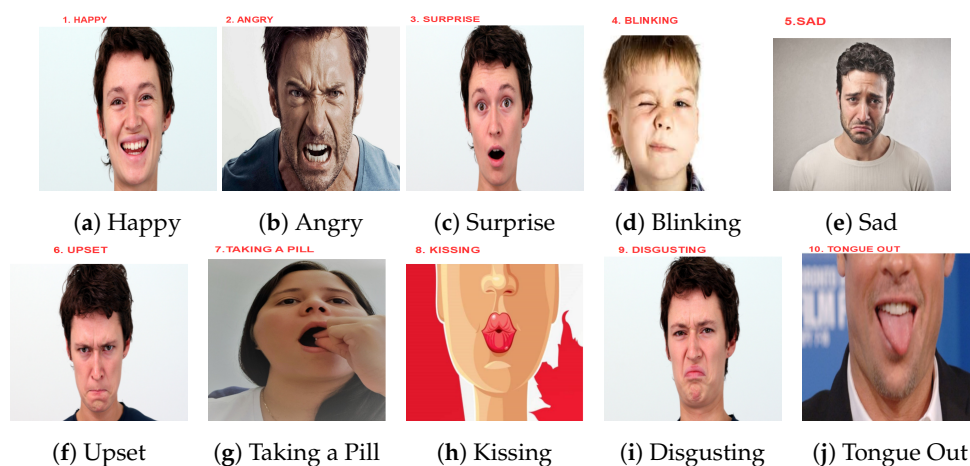 1. HAPPY
2. ANGRY
3. SURPRISE
4. BLINKING
5.SAD
(a) Happy
(b) Angry
(c) Surprise
(d) Blinking
(e) Sad
6. UPSET
7.TAKING A PILL
8. KISSING
9. DISGUSTING
10. TONGUE OUT
(f) Upset
(g) Taking a Pill
(h) Kissing
(i) Disgusting
(j) Tongue Out